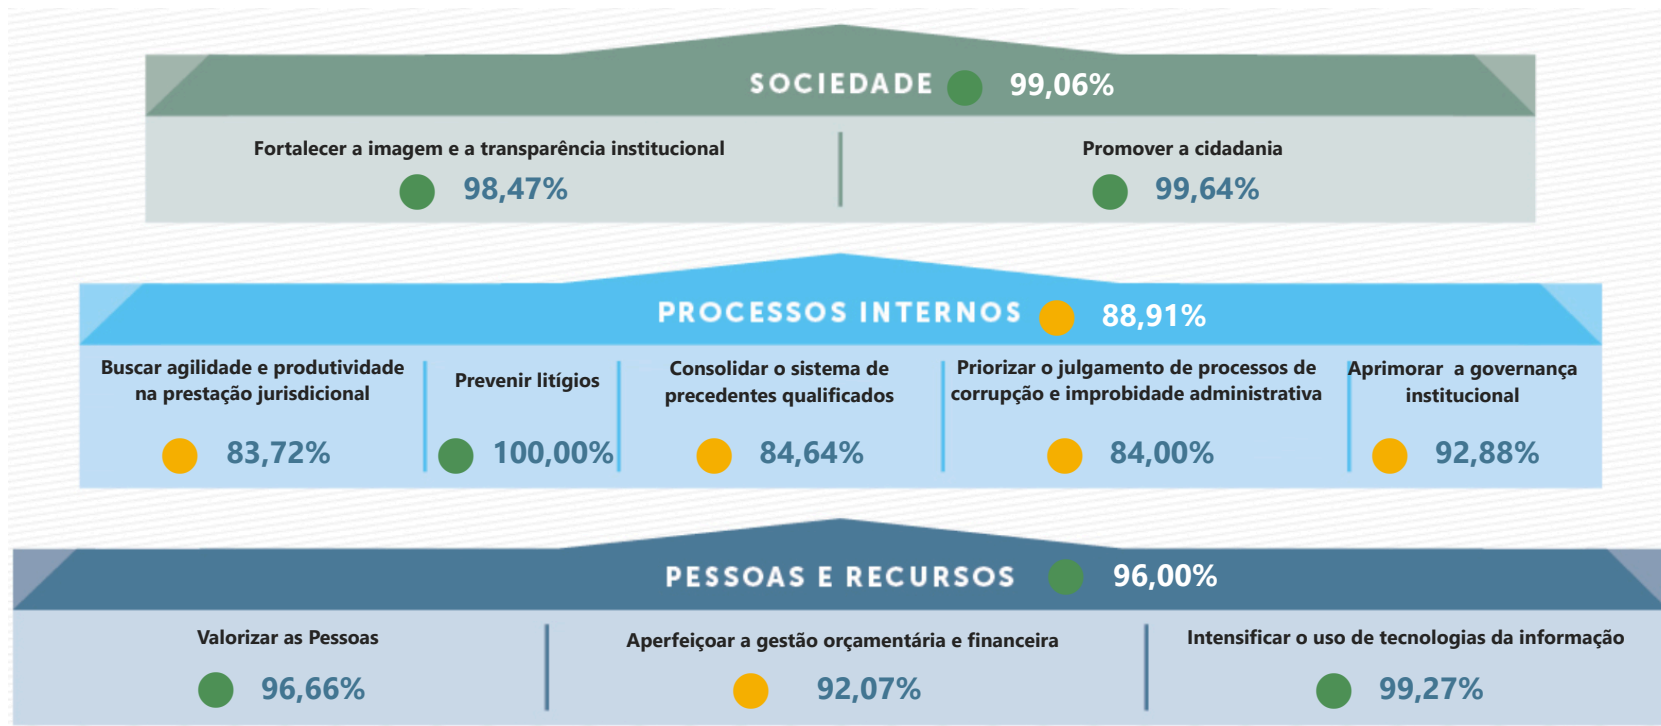 SOCIEDADE 99,06%
Fortalecer a imagem e a transparência institucional
98,47%
Promover a cidadania
99,64%
PROCESSOS INTERNOS 88,91%
Buscar agilidade e produtividade
na prestação jurisdicional
83,72%
Prevenir litígios
100,00%
Consolidar o sistema de
precedentes qualificados
84,64%
Priorizar o julgamento de processos de
corrupção e improbidade administrativa
84,00%
Aprimorar a governança
institucional
92,88%
PESSOAS E RECURSOS 96,00%
Valorizar as Pessoas
96,66%
Aperfeiçoar a gestão orçamentária e financeira
92,07%
Intensificar o uso de tecnologias da informação
99,27%